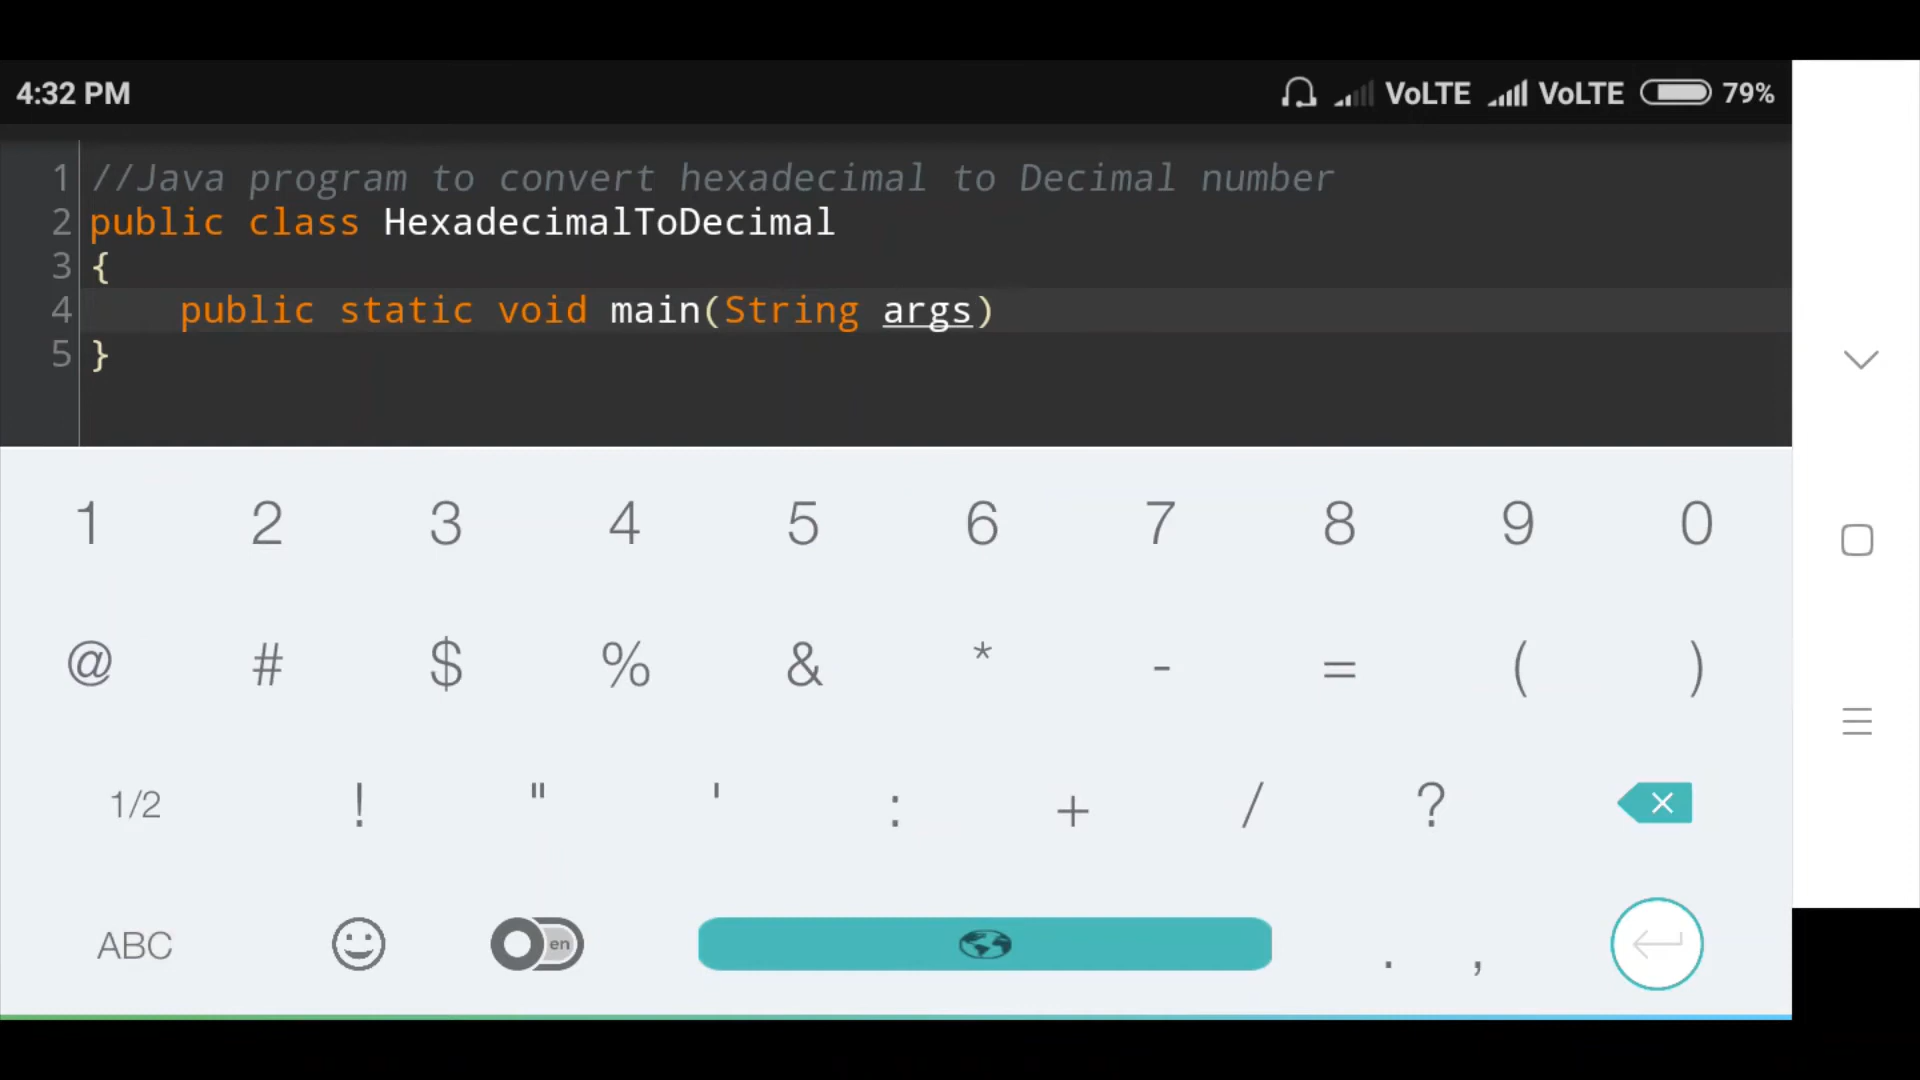 4:32 PM VoLTE VoLTE 79%
1 //Java program to convert hexadecimal to Decimal number
2 public class HexadecimalToDecimal
3 {
4 public static void main(String args)
5 }
1 2 3 4 5 6 7 8 9 0
@ # $ % & * - = ( )
1/2 ! " ' : + / ?
ABC en . ,